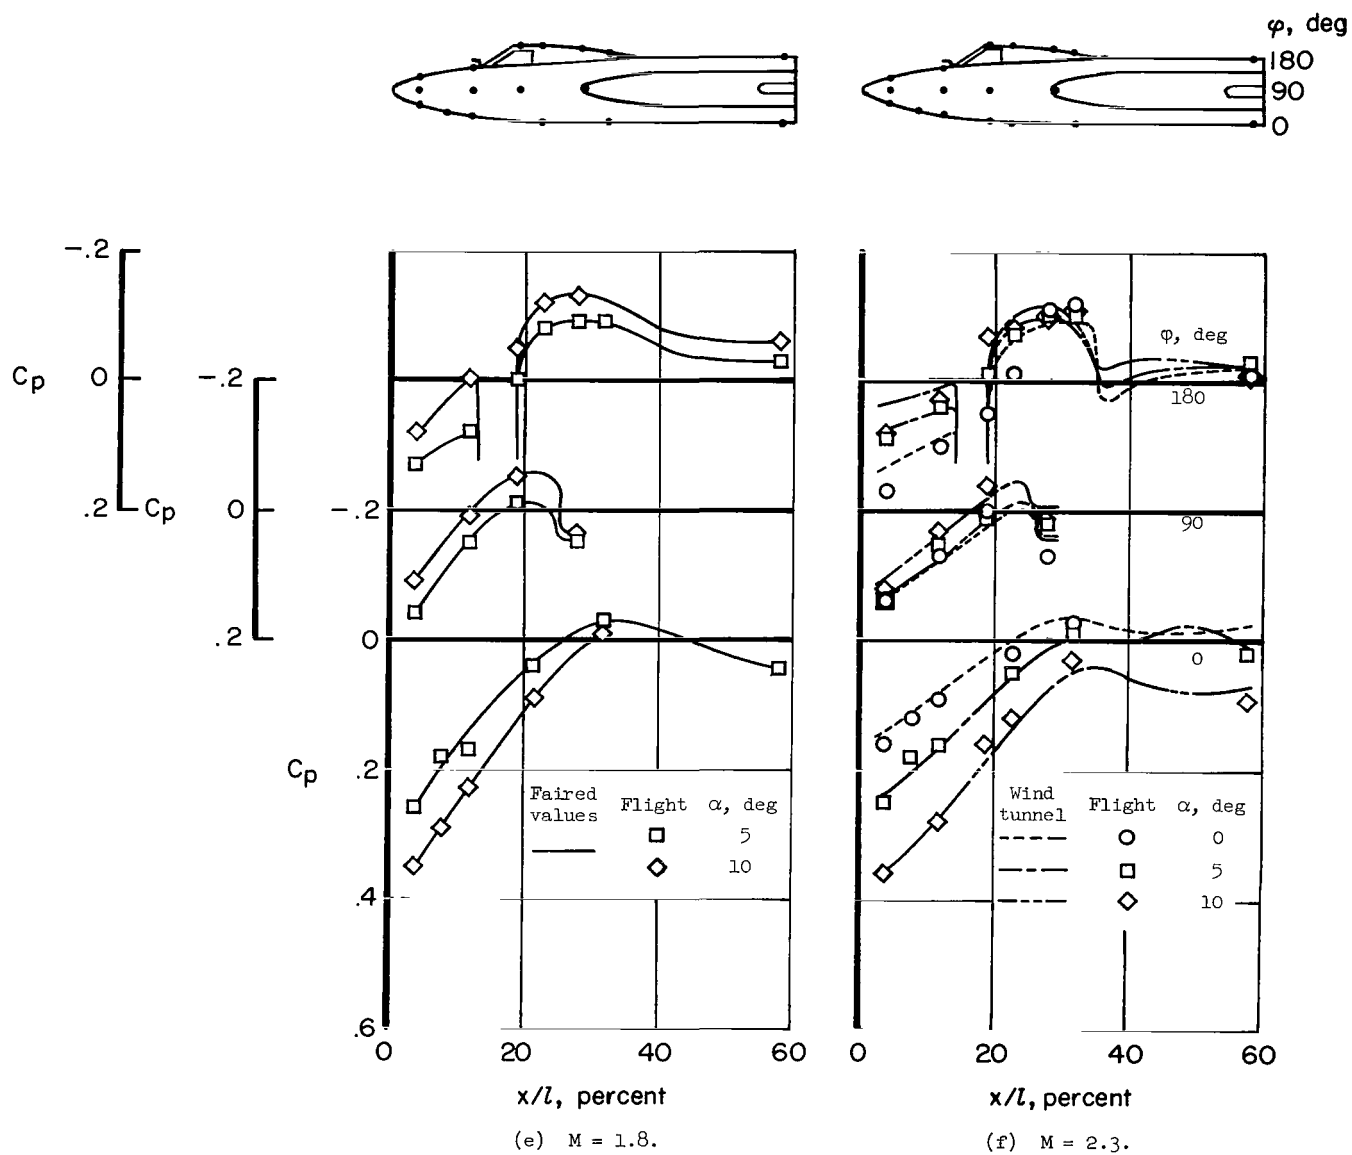 φ, deg
180
90
0
-.2
Cp 0 -.2
.2 Cp 0 -.2
.2 0
Cp .2
.4
.6
φ, deg
180
90
0
Faired values Flight α, deg
5
10
Wind tunnel Flight α, deg
0
5
10
0 20 40 60
x/l, percent
(e) M = 1.8.
0 20 40 60
x/l, percent
(f) M = 2.3.